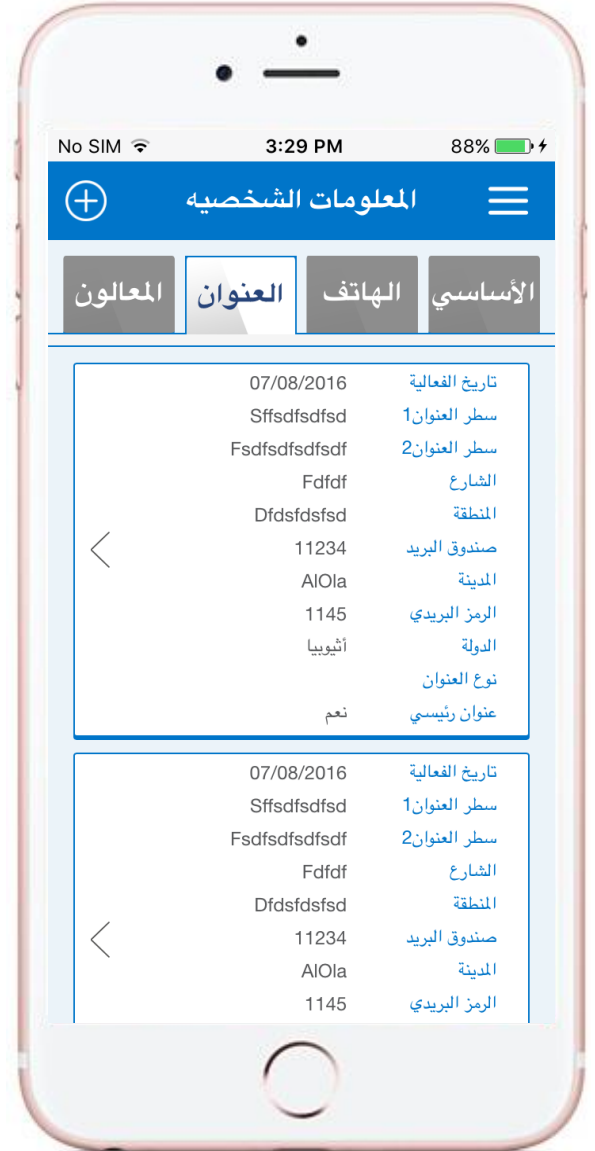 No SIM 3:29 PM 88%
المعلومات الشخصيه
الأساسي الهاتف العنوان المعالون
تاريخ الفعالية 07/08/2016
سطر العنوان1 Sffsdfsdfsd
سطر العنوان2 Fsdfsdfsdfsdf
الشارع Fdfdf
المنطقة Dfdsfdsfsd
صندوق البريد 11234
المدينة AlOla
الرمز البريدي 1145
الدولة أثيوبيا
نوع العنوان
عنوان رئيسي نعم
تاريخ الفعالية 07/08/2016
سطر العنوان1 Sffsdfsdfsd
سطر العنوان2 Fsdfsdfsdfsdf
الشارع Fdfdf
المنطقة Dfdsfdsfsd
صندوق البريد 11234
المدينة AlOla
الرمز البريدي 1145